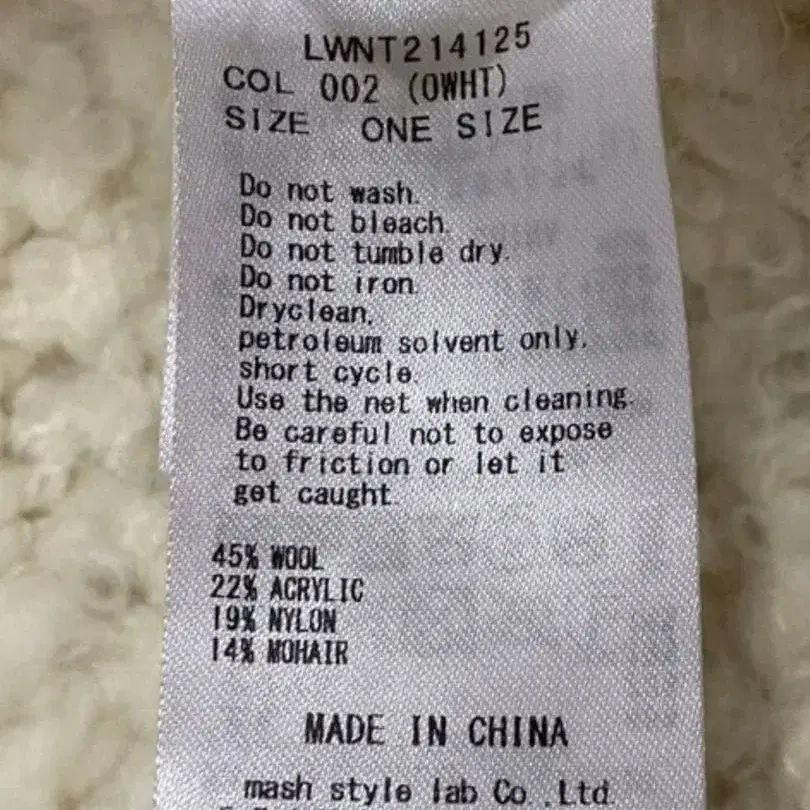 LWNT214125
COL 002 (OWHT)
SIZE ONE SIZE
Do not wash.
Do not bleach.
Do not tumble dry.
Do not iron.
Dryclean,
petroleum solvent only,
short cycle.
Use the net when cleaning.
Be careful not to expose
to friction or let it
get caught.
45% WOOL
22% ACRYLIC
19% NYLON
14% MOHAIR
MADE IN CHINA
mash style lab Co.,Ltd